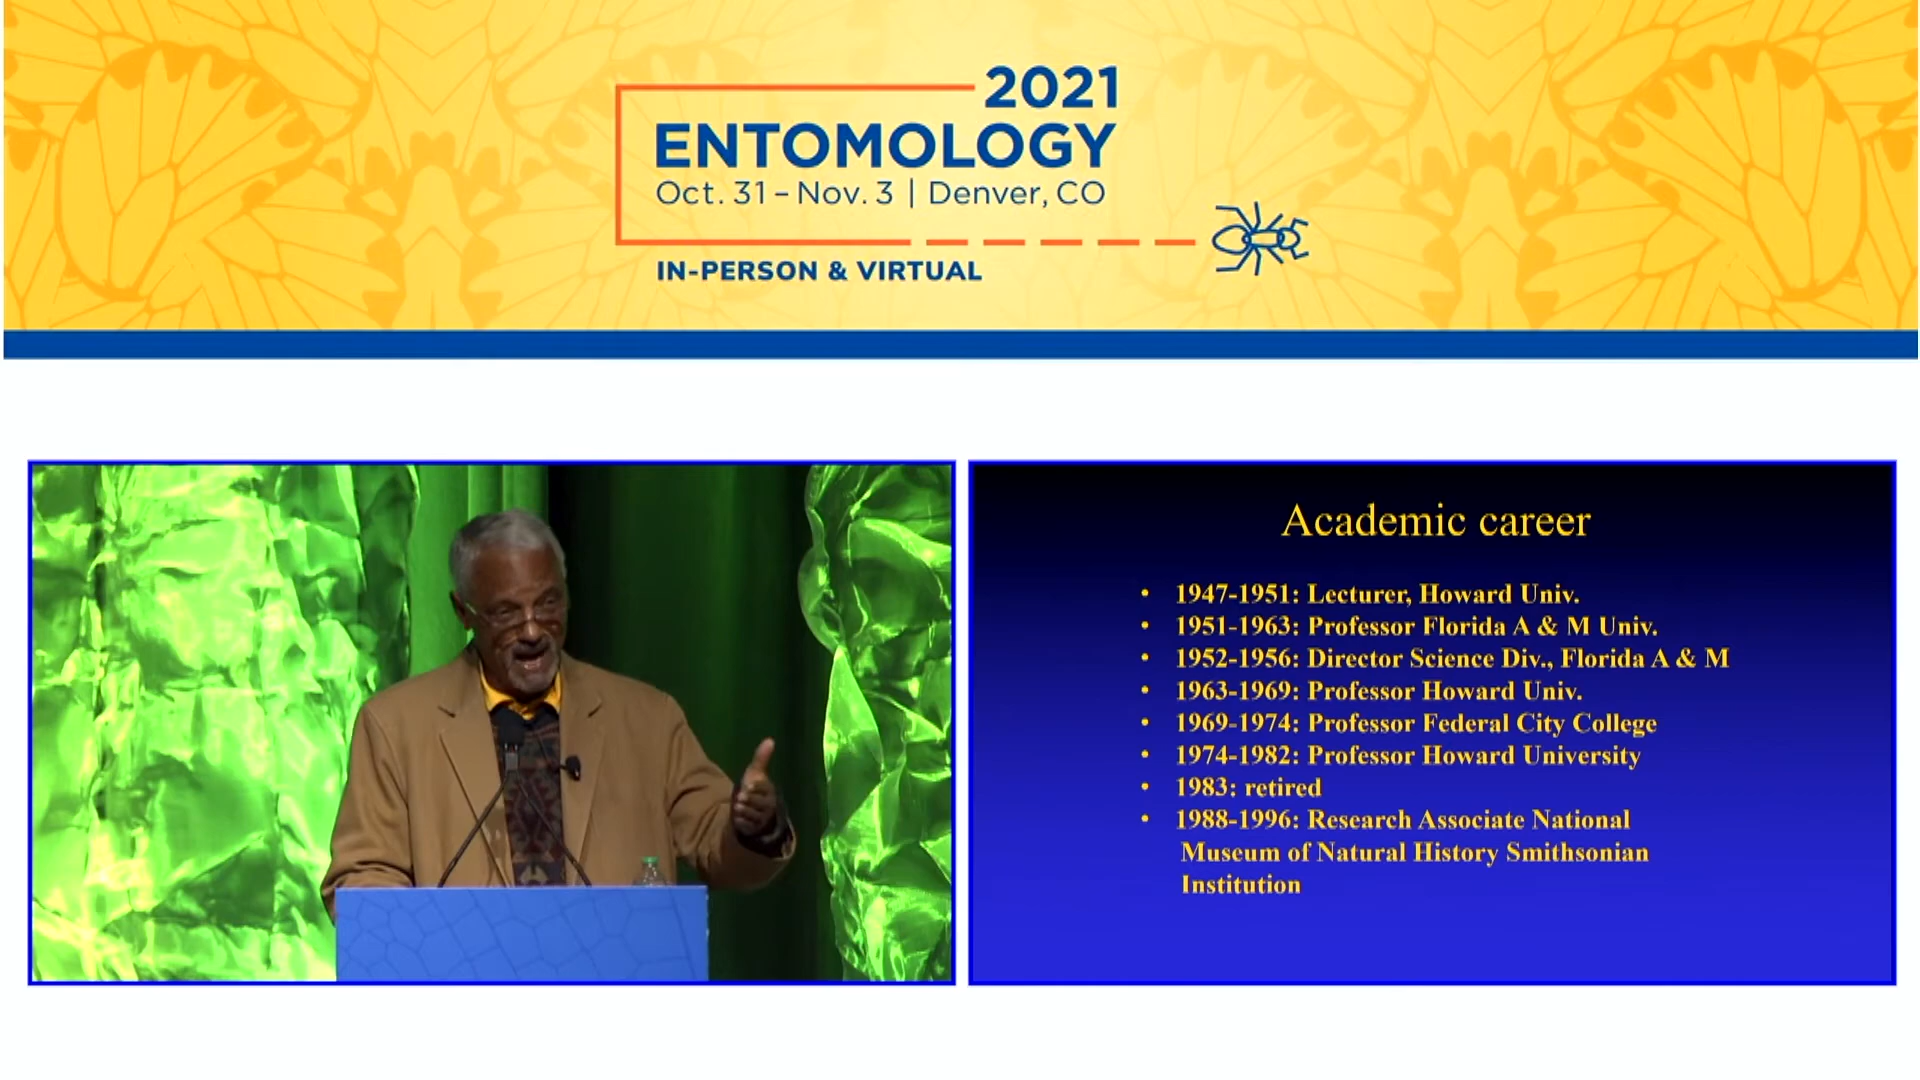 2021
ENTOMOLOGY
Oct. 31 – Nov. 3 | Denver, CO
IN-PERSON & VIRTUAL
Academic career
• 1947-1951: Lecturer, Howard Univ.
• 1951-1963: Professor Florida A & M Univ.
• 1952-1956: Director Science Div., Florida A & M
• 1963-1969: Professor Howard Univ.
• 1969-1974: Professor Federal City College
• 1974-1982: Professor Howard University
• 1983: retired
• 1988-1996: Research Associate National
Museum of Natural History Smithsonian
Institution